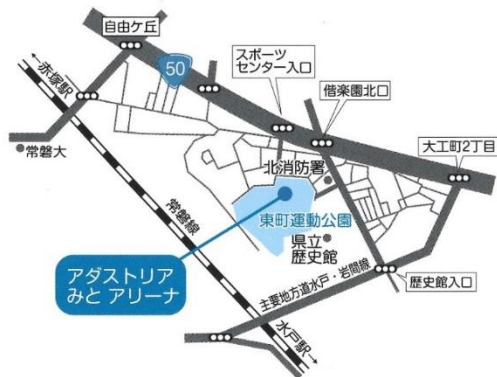 自由ケ丘
←赤塚駅
50
スポーツ
センター入口
偕楽園北口
大工町2丁目
常磐大
北消防署
東町運動公園
県立
歴史館
常磐線
アダストリア
みと アリーナ
主要地方道水戸・岩間線
歴史館入口
水戸駅→